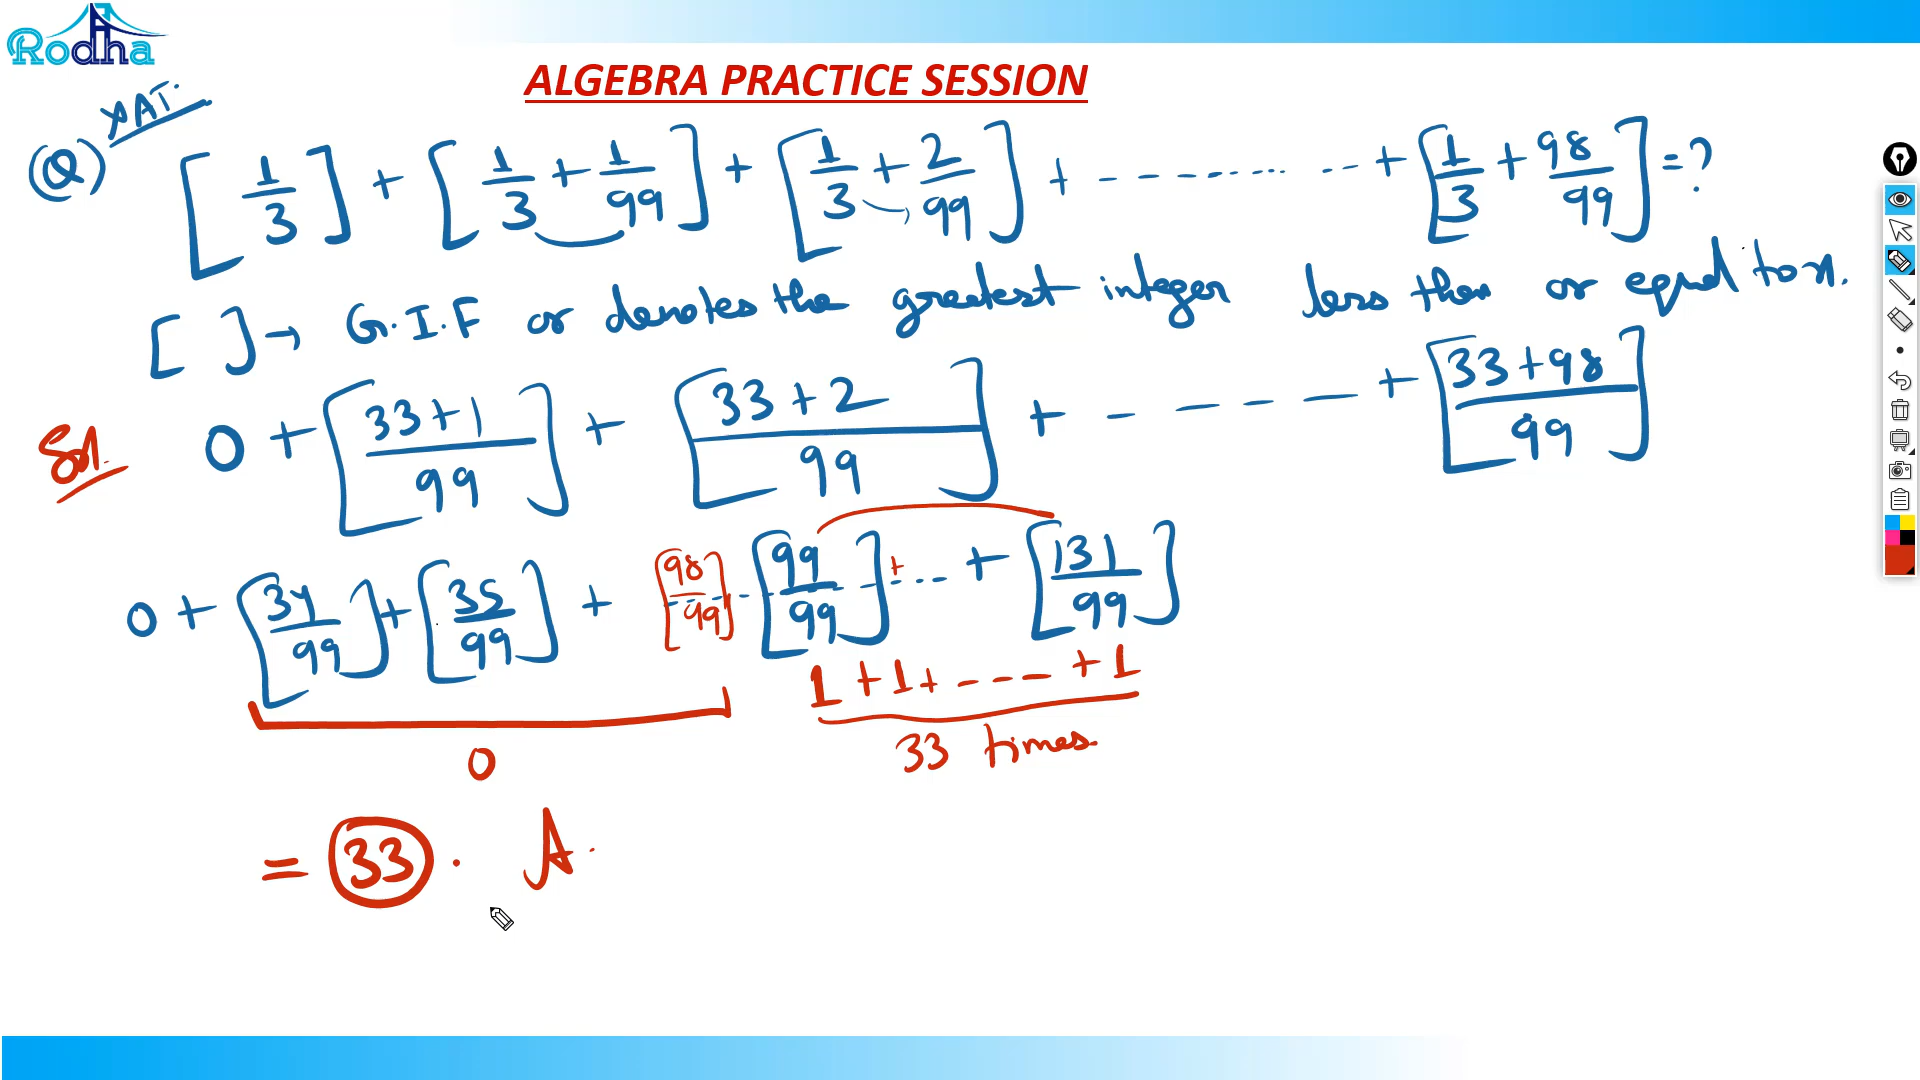 Rodha
ALGEBRA PRACTICE SESSION
XAT.
(Q) [1/3] + [1/3 + 1/99] + [1/3 + 2/99] + - - - ...... - - + [1/3 + 98/99] = ?
[ ] → G.I.F or denotes the greatest integer less then or equal to x.
Sol. 0 + [33+1/99] + [33+2/99] + - - - - + [33+98/99]
0 + [34/99] + [35/99] + [98/99] - - - [99/99] + ... + [131/99]
1 + 1 + - - - - + 1
0
33 times.
= 33. A.